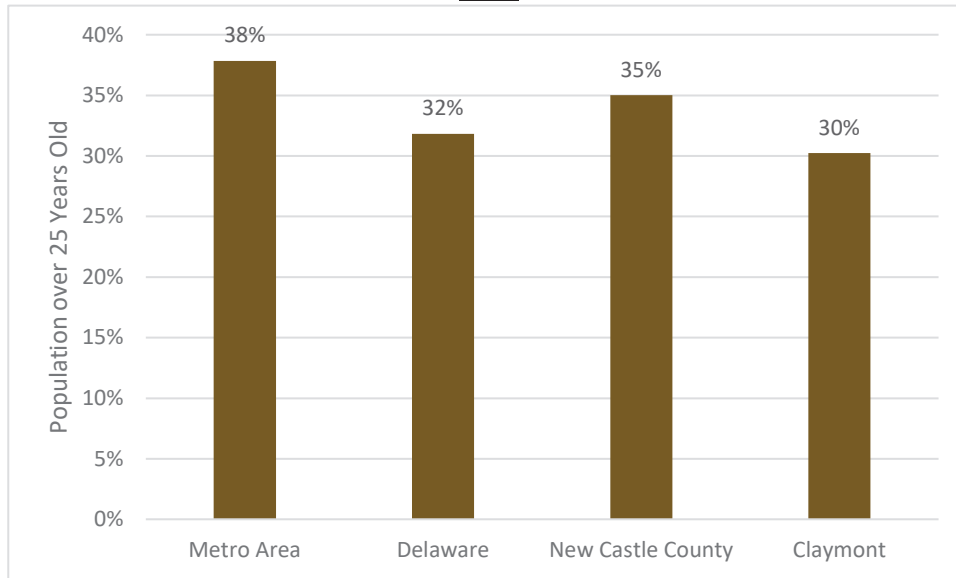 40%
35%
30%
25%
20%
15%
10%
5%
0%
Population over 25 Years Old
38%
32%
35%
30%
Metro Area
Delaware
New Castle County
Claymont